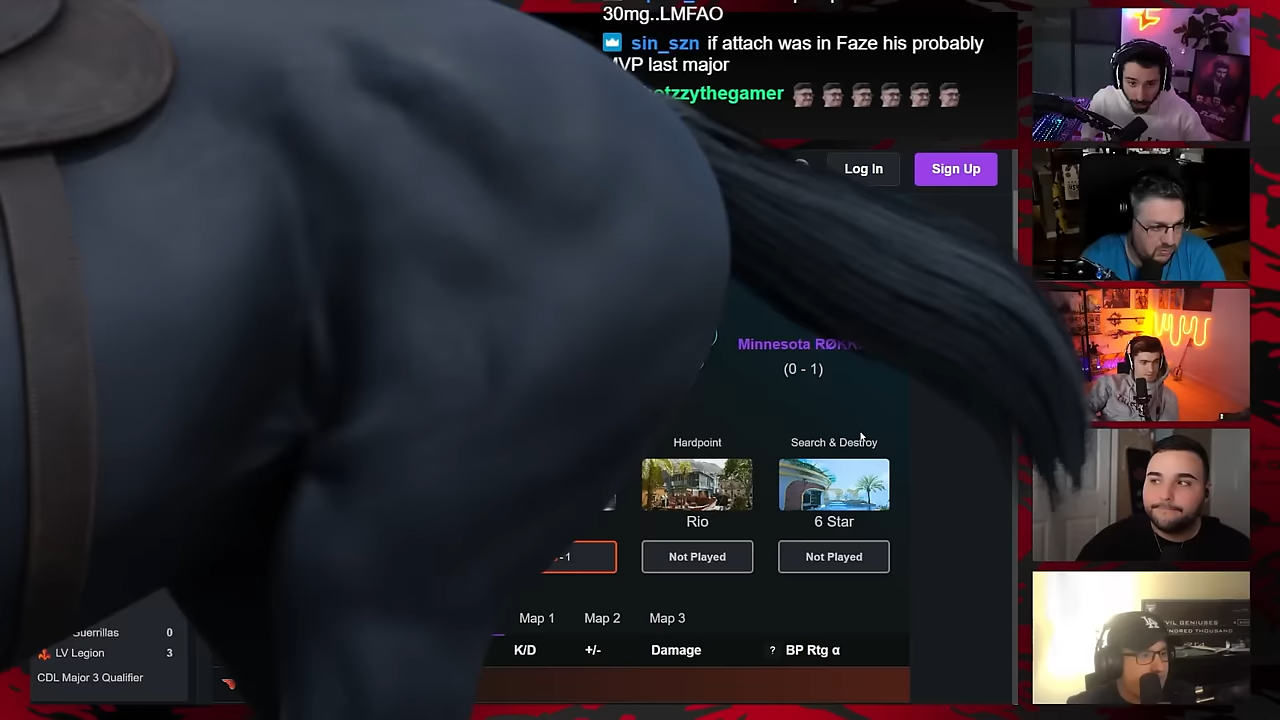 30mg..LMFAO
sin_szn if attach was in Faze his probably
MVP last major
otzzythegamer
Log In
Sign Up
Minnesota RØKKR
(0 - 1)
Hardpoint
Search & Destroy
Rio
6 Star
-1
Not Played
Not Played
Map 1
Map 2
Map 3
Guerrillas 0
LV Legion 3
K/D
+/-
Damage
? BP Rtg α
CDL Major 3 Qualifier